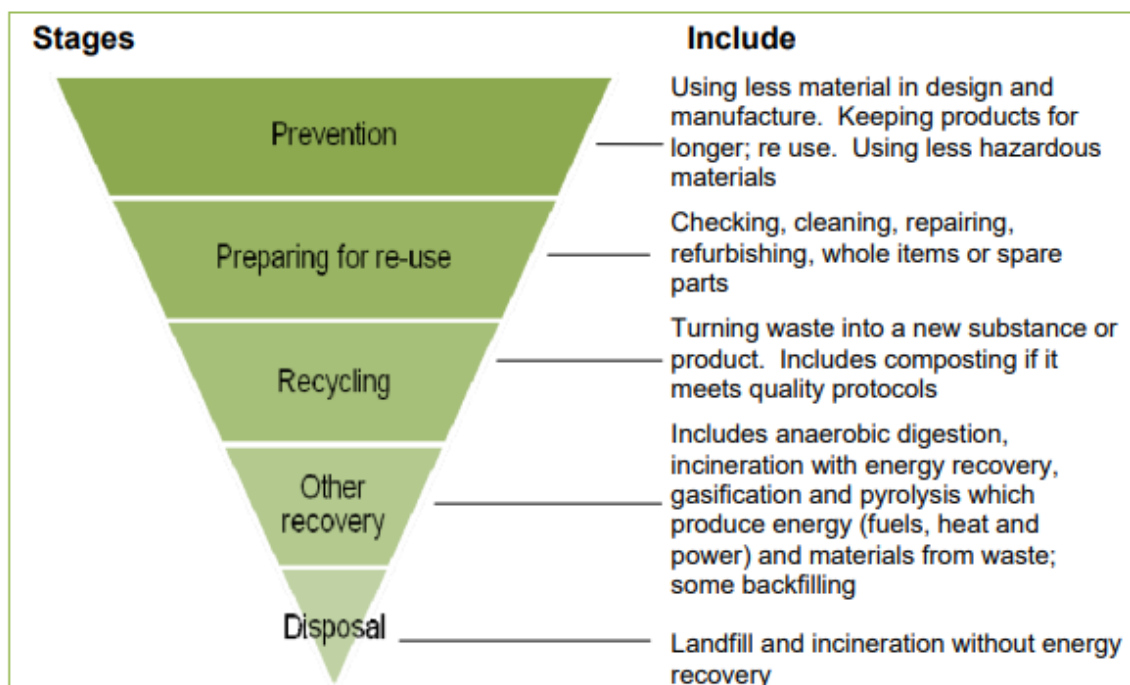 Stages
Include
Prevention
Using less material in design and
manufacture.  Keeping products for
longer; re use.  Using less hazardous
materials
Preparing for re-use
Checking, cleaning, repairing,
refurbishing, whole items or spare
parts
Recycling
Turning waste into a new substance or
product.  Includes composting if it
meets quality protocols
Other
recovery
Includes anaerobic digestion,
incineration with energy recovery,
gasification and pyrolysis which
produce energy (fuels, heat and
power) and materials from waste;
some backfilling
Disposal
Landfill and incineration without energy
recovery